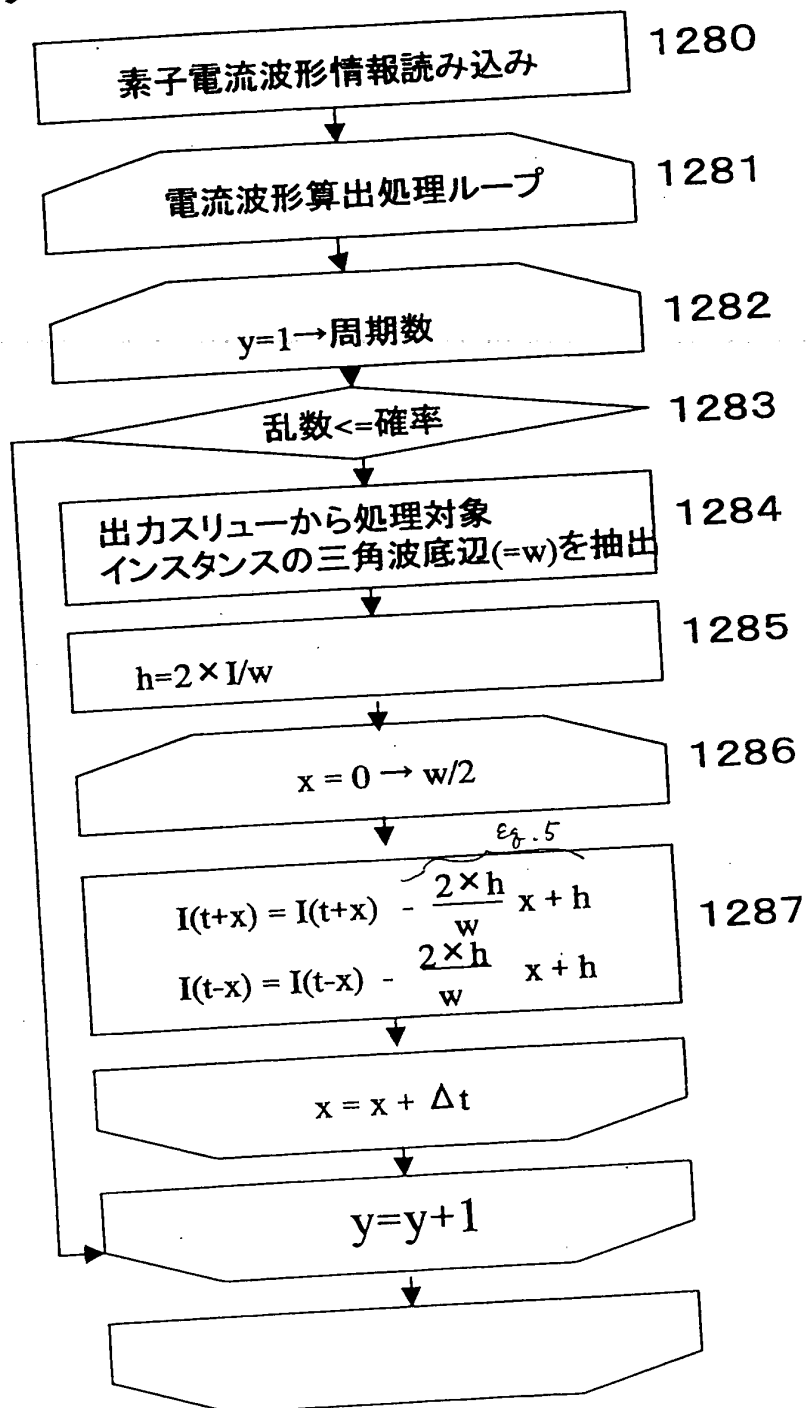 1280
素子電流波形情報読み込み
1281
電流波形算出処理ループ
1282
y=1→周期数
1283
乱数<=確率
1284
出力スリューから処理対象
インスタンスの三角波底辺(=w)を抽出
1285
h=2×I/w
1286
x = 0 → w/2
Eq.5
1287
I(t+x) = I(t+x) - 2×h/w x + h
I(t-x) = I(t-x) - 2×h/w x + h
x = x + Δt
y=y+1